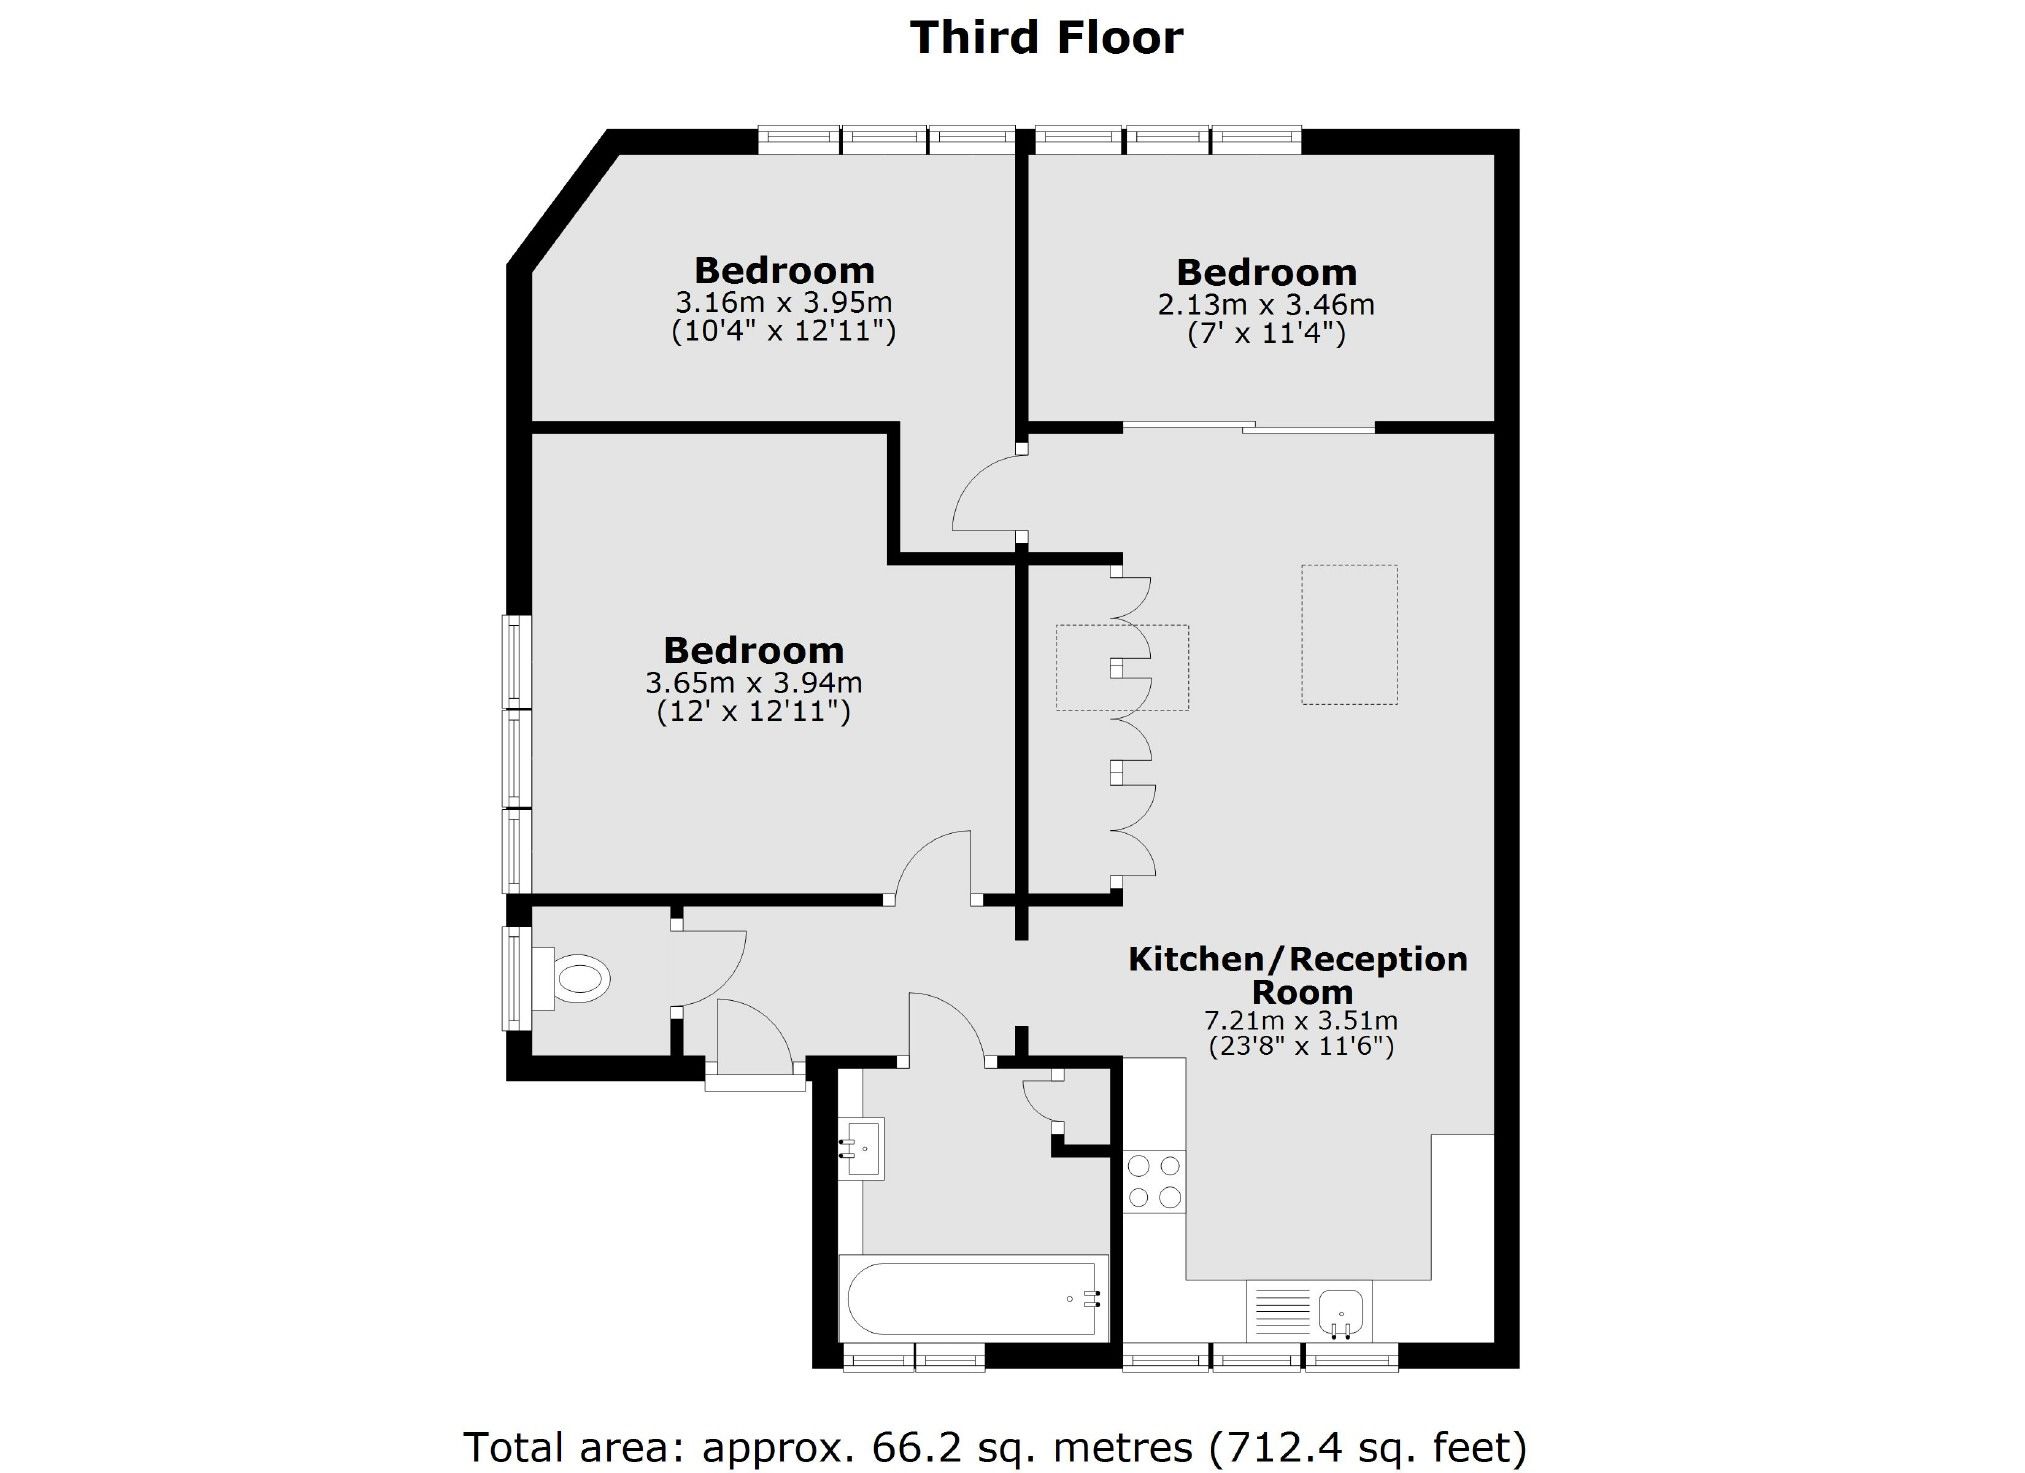 Third Floor
Bedroom
3.16m x 3.95m
(10'4" x 12'11")
Bedroom
2.13m x 3.46m
(7' x 11'4")
Bedroom
3.65m x 3.94m
(12' x 12'11")
Kitchen/Reception
Room
7.21m x 3.51m
(23'8" x 11'6")
Total area: approx. 66.2 sq. metres (712.4 sq. feet)